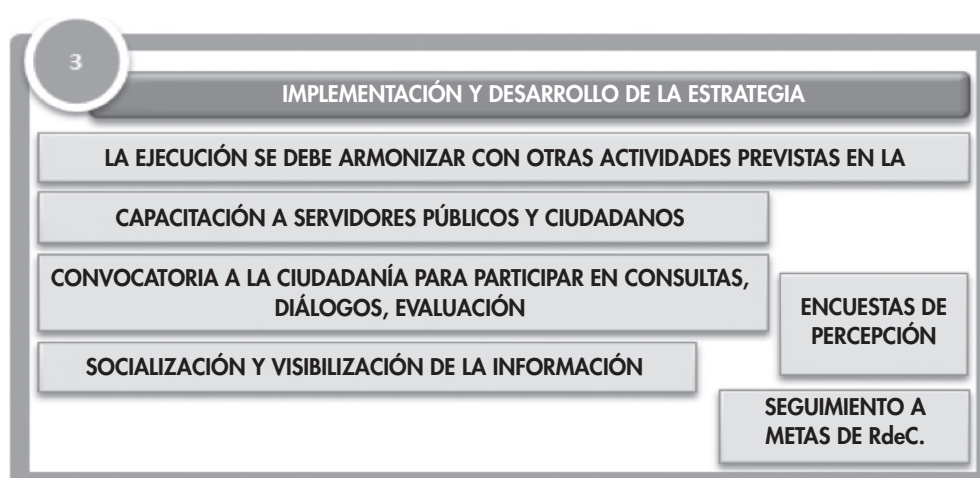 3
IMPLEMENTACIÓN Y DESARROLLO DE LA ESTRATEGIA
LA EJECUCIÓN SE DEBE ARMONIZAR CON OTRAS ACTIVIDADES PREVISTAS EN LA
CAPACITACIÓN A SERVIDORES PÚBLICOS Y CIUDADANOS
CONVOCATORIA A LA CIUDADANÍA PARA PARTICIPAR EN CONSULTAS,
DIÁLOGOS, EVALUACIÓN
ENCUESTAS DE
PERCEPCIÓN
SOCIALIZACIÓN Y VISIBILIZACIÓN DE LA INFORMACIÓN
SEGUIMIENTO A
METAS DE RdeC.